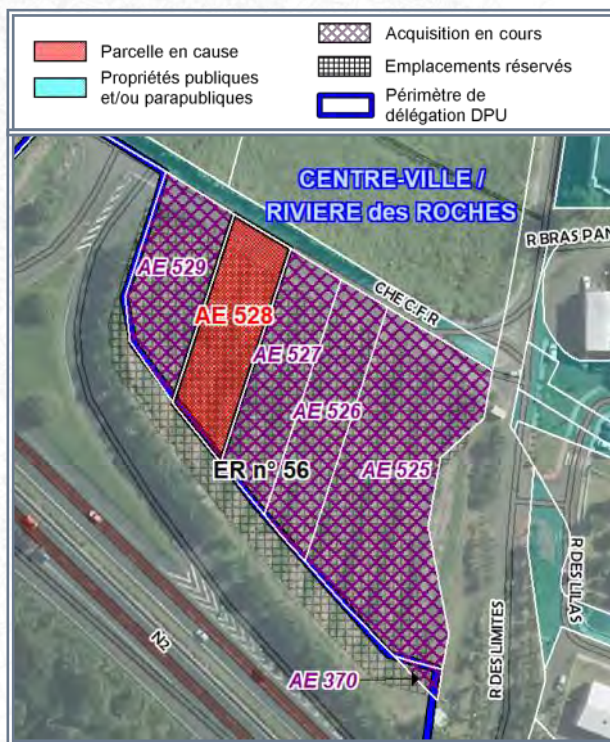 Parcelle en cause
Propriétés publiques
et/ou parapubliques
Acquisition en cours
Emplacements réservés
Périmètre de
délégation DPU
CENTRE-VILLE /
RIVIERE des ROCHES
R BRAS PAN
AE 529
CHE C.F.R
AE 528
AE 527
AE 526
ER n° 56
AE 525
R DES LILAS
R DES LIMITES
N2
AE 370